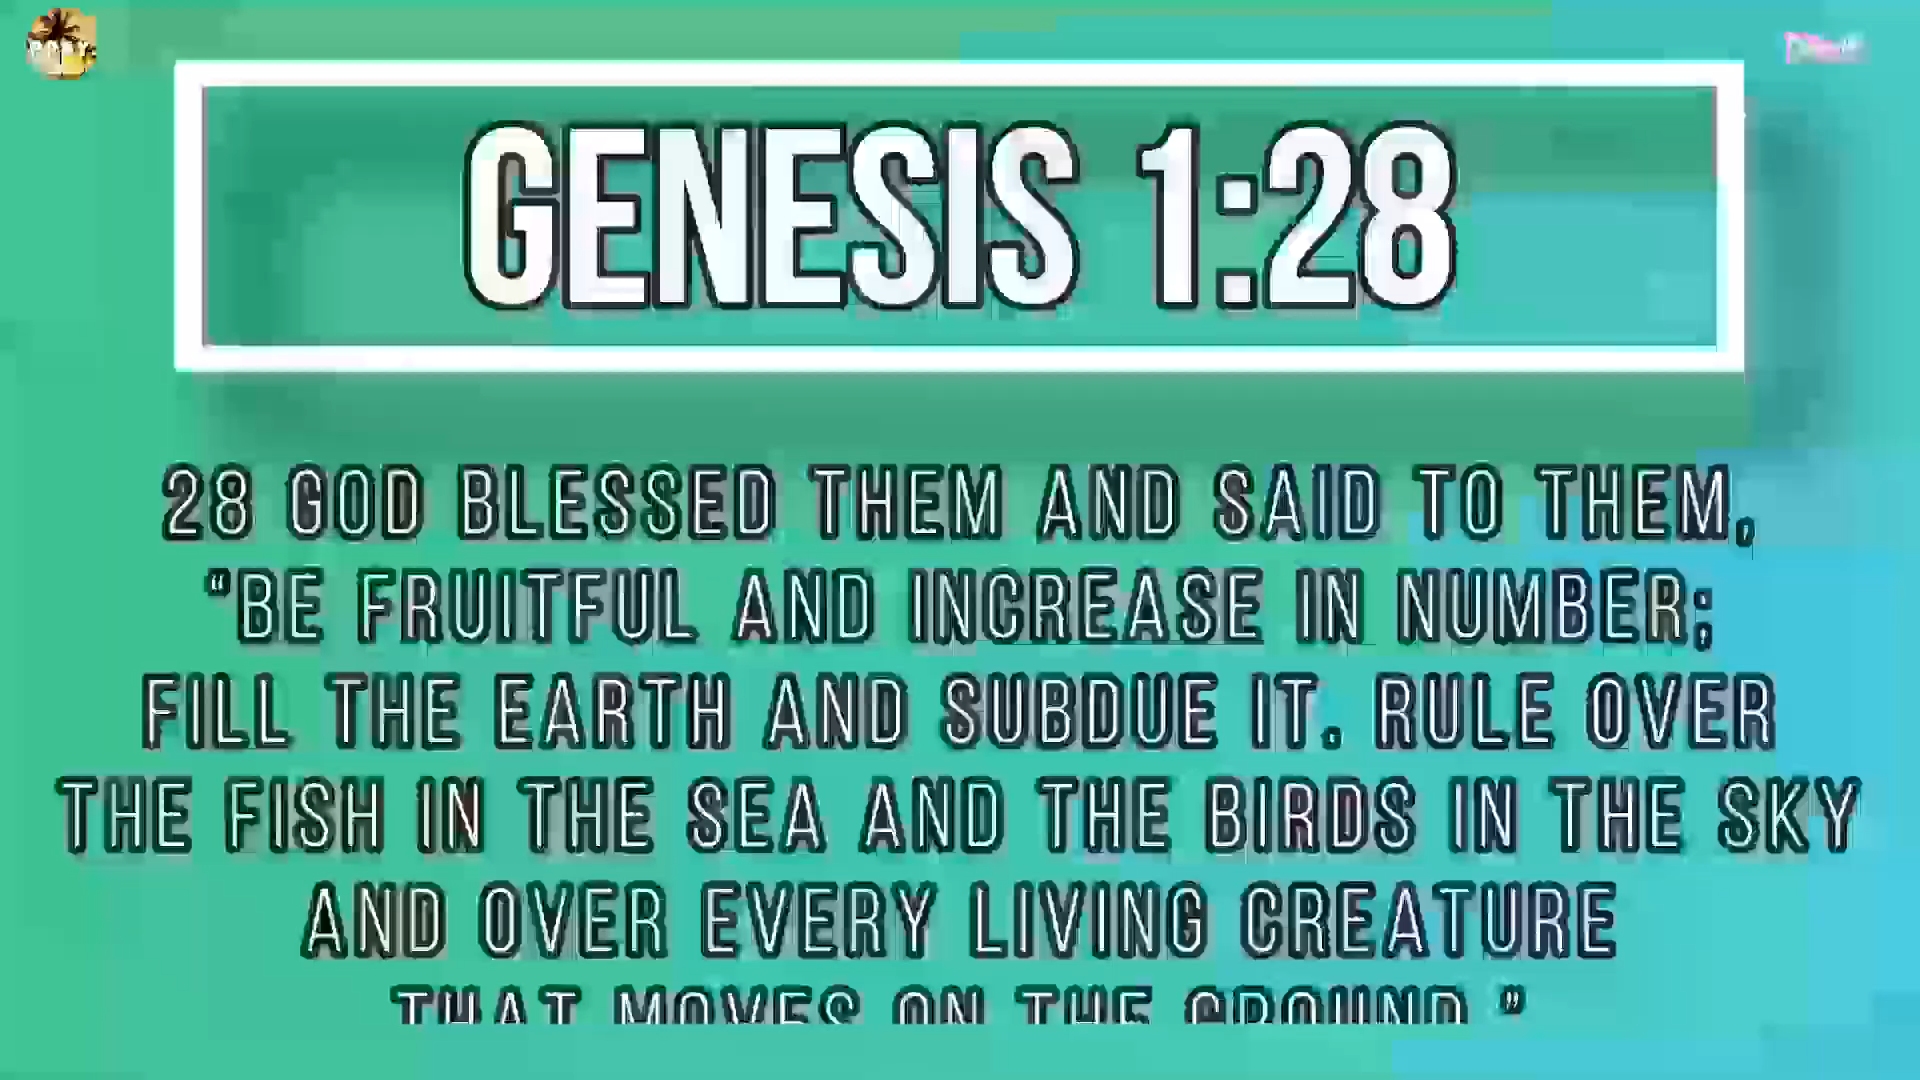 GENESIS 1:28
28 GOD BLESSED THEM AND SAID TO THEM,
“BE FRUITFUL AND INCREASE IN NUMBER;
FILL THE EARTH AND SUBDUE IT. RULE OVER
THE FISH IN THE SEA AND THE BIRDS IN THE SKY
AND OVER EVERY LIVING CREATURE
THAT MOVES ON THE GROUND.”